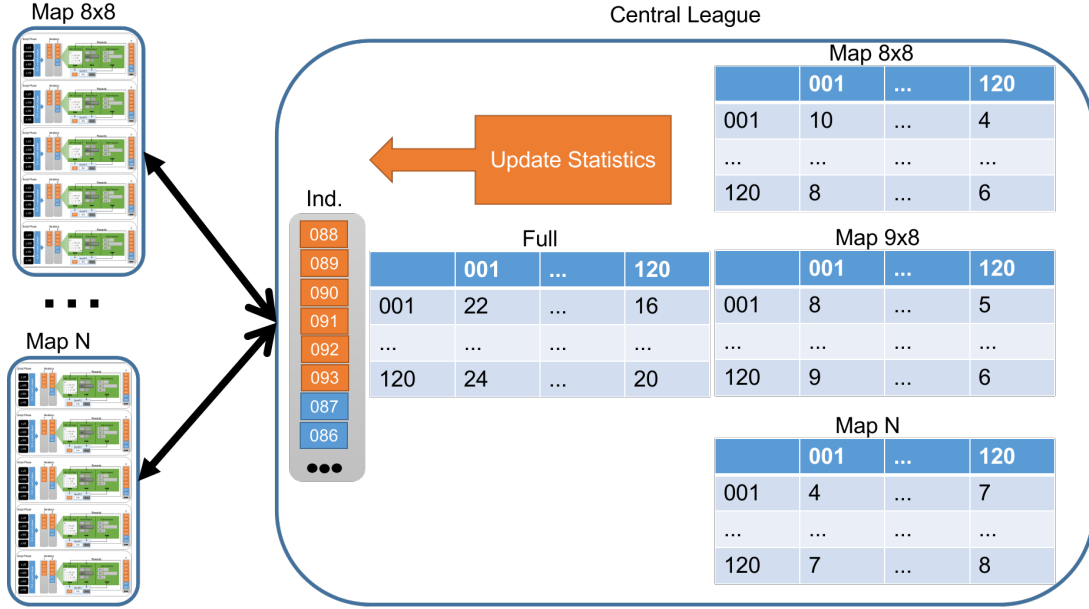 Map 8x8
Central League
Map 8x8
001 ... 120
001 10 ... 4
... ... ...
120 8 ... 6
Update Statistics
Ind.
088
089
090
091
092
093
087
086
Full
001 ... 120
001 22 ... 16
... ... ...
120 24 ... 20
Map 9x8
001 ... 120
001 8 ... 5
... ... ...
120 9 ... 6
...
Map N
Map N
001 ... 120
001 4 ... 7
... ... ...
120 7 ... 8